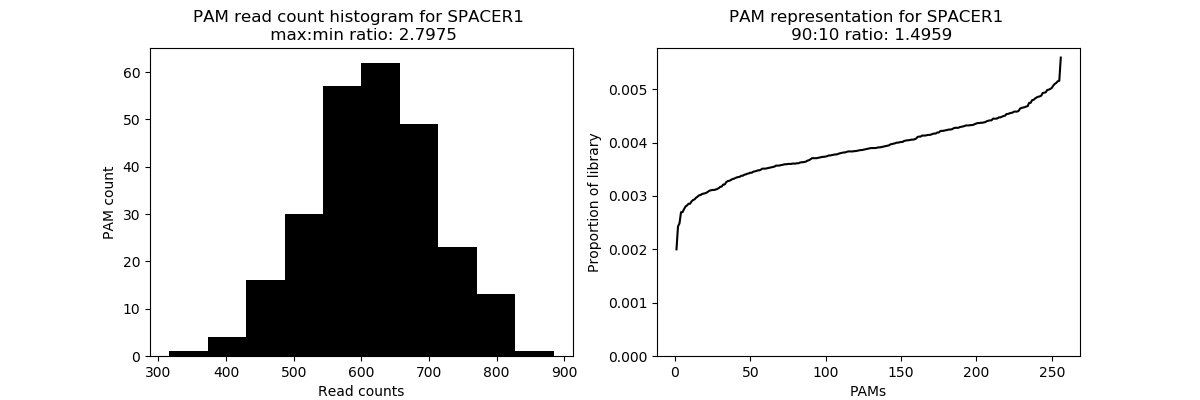 PAM read count histogram for SPACER1
max:min ratio: 2.7975
60
50
40
30
20
10
0
PAM count
300 400 500 600 700 800 900
Read counts
PAM representation for SPACER1
90:10 ratio: 1.4959
0.005
0.004
0.003
0.002
0.001
0.000
Proportion of library
0 50 100 150 200 250
PAMs